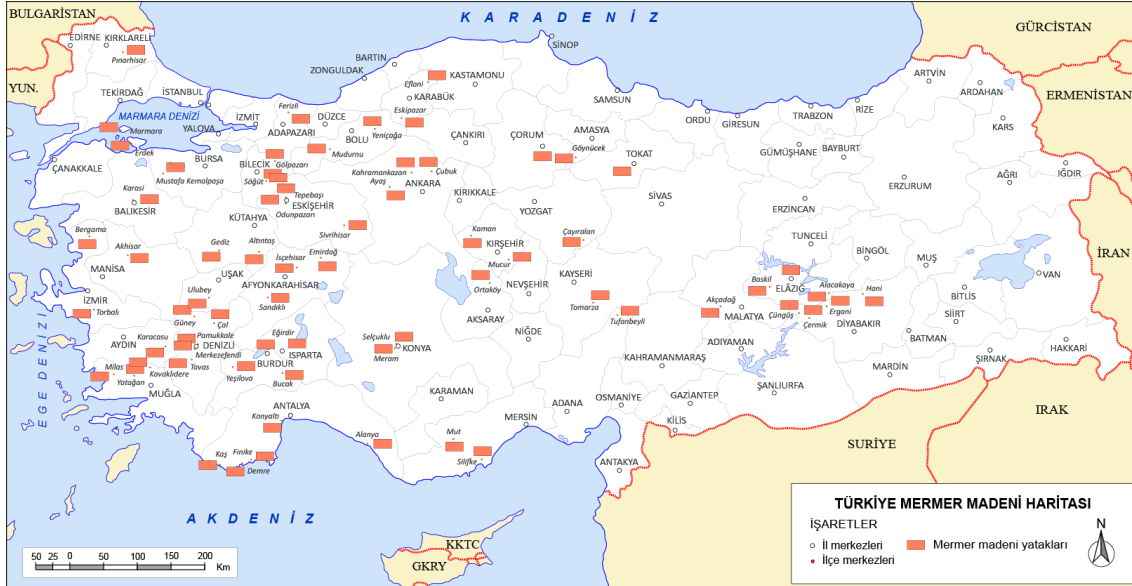 BULGARİSTAN
K A R A D E N İ Z
GÜRCİSTAN
EDİRNE
KIRKLARELİ
Pınarhisar
SİNOP
BARTIN
ZONGULDAK
Eflani
KASTAMONU
ARTVİN
ARDAHAN
YUN.
TEKİRDAĞ
İSTANBUL
KARABÜK
SAMSUN
ERMENİSTAN
MARMARA DENİZİ
Ferizli
Eskipazar
ORDU
GİRESUN
TRABZON
RİZE
KARS
Marmara
YALOVA
İZMİT
ADAPAZARI
DÜZCE
BOLU
Yeniçağa
ÇANKIRI
ÇORUM
AMASYA
Göynücek
GÜMÜŞHANE
BAYBURT
Erdek
BURSA
Mudurnu
TOKAT
ÇANAKKALE
Mustafa Kemalpaşa
BİLECİK
Gölpazarı
Söğüt
Kahramankazan
Çubuk
Ayaş
ANKARA
KIRIKKALE
ERZURUM
AĞRI
IĞDIR
Karasi
BALIKESİR
Tepebaşı
ESKİŞEHİR
Odunpazarı
YOZGAT
SİVAS
ERZİNCAN
KÜTAHYA
Sivrihisar
Bergama
Akhisar
Gediz
Altıntaş
İşçehisar
Emirdağ
Kaman
KIRŞEHİR
Mucur
Çayıralan
TUNCELİ
BİNGÖL
MUŞ
İRAN
MANİSA
UŞAK
AFYONKARAHİSAR
Ortaköy
NEVŞEHİR
KAYSERİ
Baskil
ELÂZIĞ
Alacakaya
Hani
VAN
İZMİR
Torbalı
Ulubey
Sandıklı
AKSARAY
Tomarza
Tufanbeyli
Akçadağ
MALATYA
Çüngüş
Çermik
Ergani
BİTLİS
SİİRT
Güney
Çal
EGE DENİZİ
AYDIN
Karacasu
Pamukkale
DENİZLİ
Merkezefendi
Eğirdir
ISPARTA
BURDUR
Selçuklu
KONYA
Meram
NİĞDE
DİYABAKIR
BATMAN
HAKKARİ
ADIYAMAN
KAHRAMANMARAŞ
ŞIRNAK
Milas
Yatağan
Kavaklıdere
Tavas
Yeşilova
Bucak
MARDİN
MUĞLA
KARAMAN
ADANA
OSMANİYE
GAZİANTEP
ŞANLIURFA
Konyaltı
ANTALYA
MERSİN
KİLİS
IRAK
Alanya
Mut
Silifke
SURİYE
Kaş
Finike
Demre
ANTAKYA
A K D E N İ Z
TÜRKİYE MERMER MADENİ HARİTASI
İŞARETLER
İl merkezleri
Mermer madeni yatakları
İlçe merkezleri
N
KKTC
GKRY
50 25 0 50 100 150 200
Km